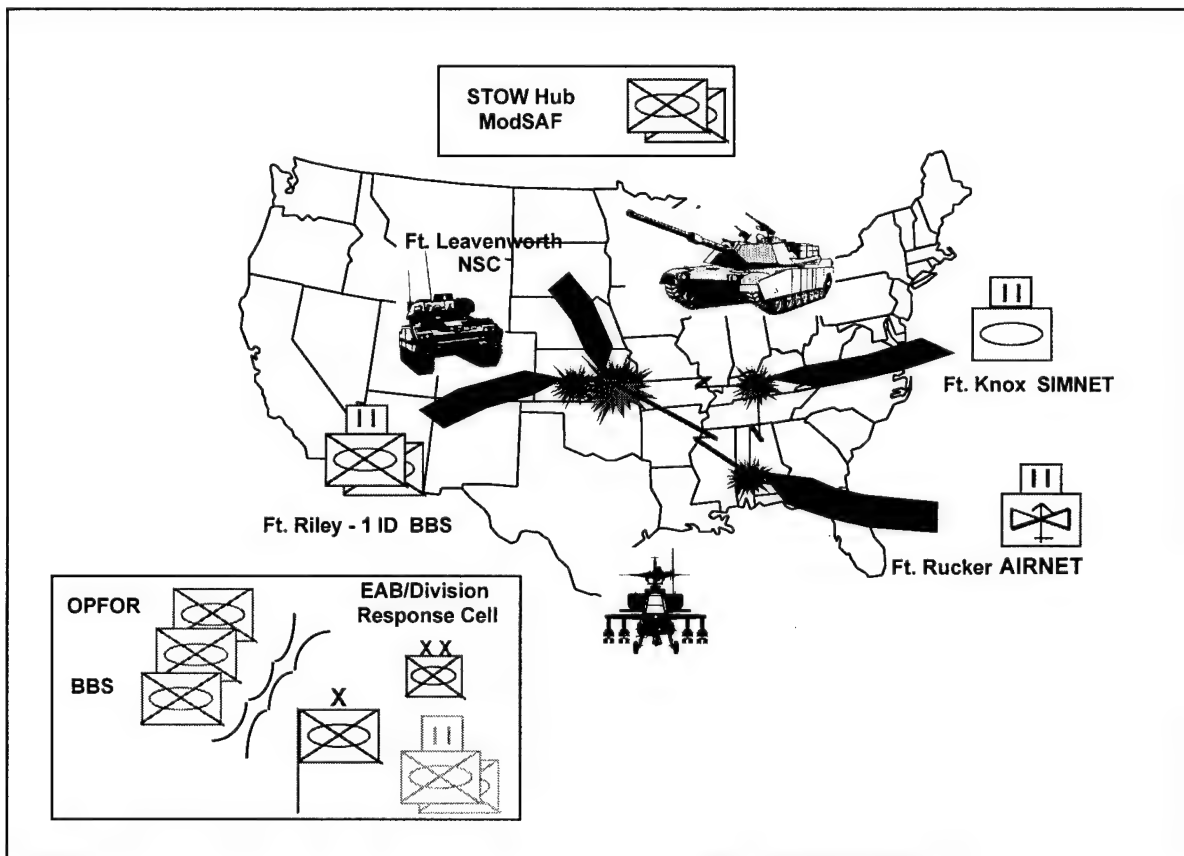 STOW Hub
ModSAF
Ft. Leavenworth
NSC
II
Ft. Knox SIMNET
II
Ft. Riley - 1 ID BBS
II
Ft. Rucker AIRNET
OPFOR
EAB/Division
Response Cell
X X
BBS
X
II